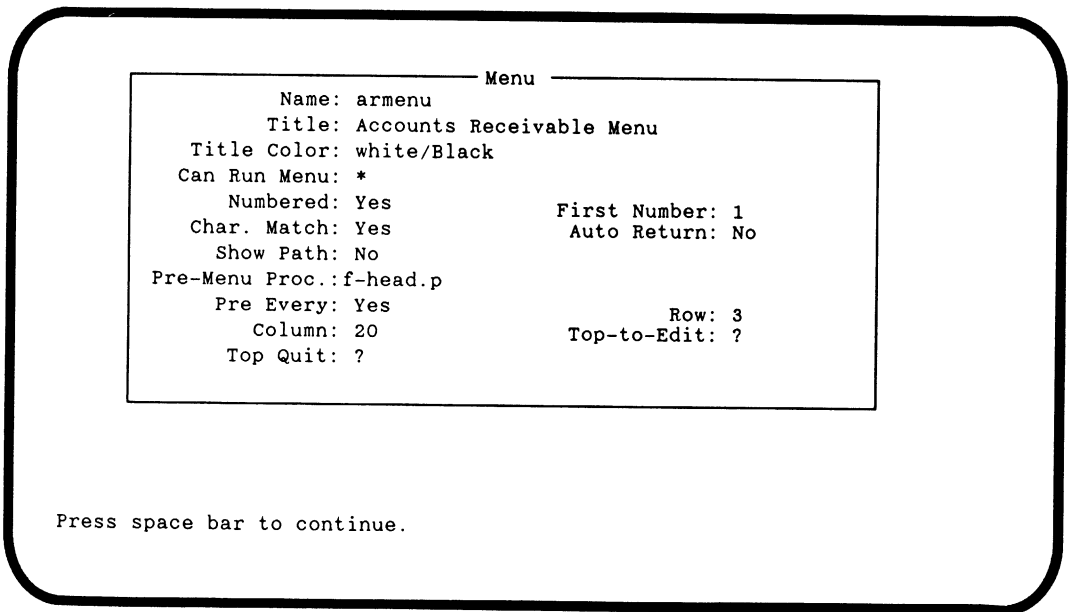 Menu
Name: armenu
Title: Accounts Receivable Menu
Title Color: white/Black
Can Run Menu: *
Numbered: Yes First Number: 1
Char. Match: Yes Auto Return: No
Show Path: No
Pre-Menu Proc.:f-head.p
Pre Every: Yes Row: 3
Column: 20 Top-to-Edit: ?
Top Quit: ?
Press space bar to continue.